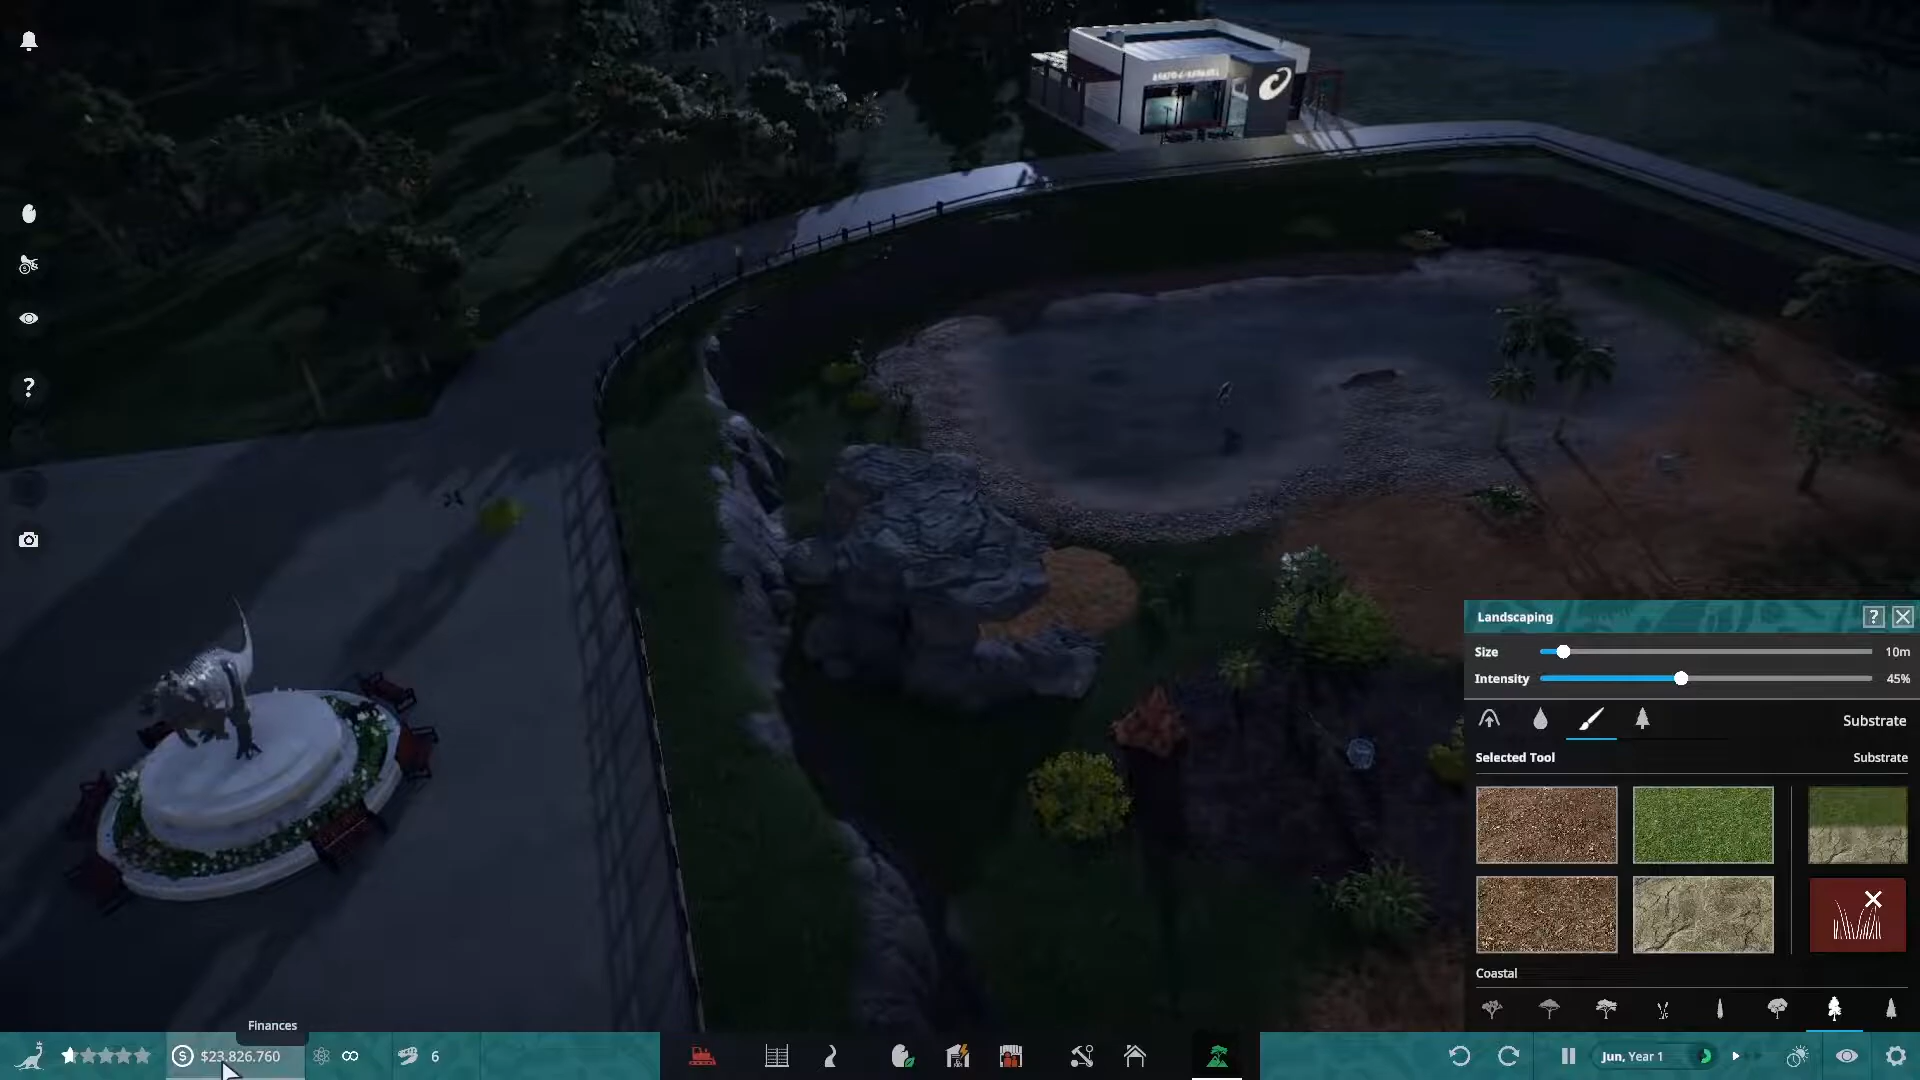 Landscaping
?
Size 10m
Intensity 45%
Substrate
Selected Tool Substrate
Coastal
?
Finances
$23,826,760
∞
6
Jun, Year 1